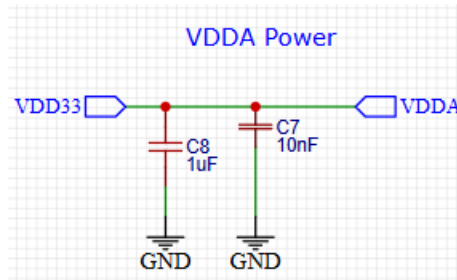 VDDA Power
VDD33
VDDA
C8
1uF
C7
10nF
GND
GND